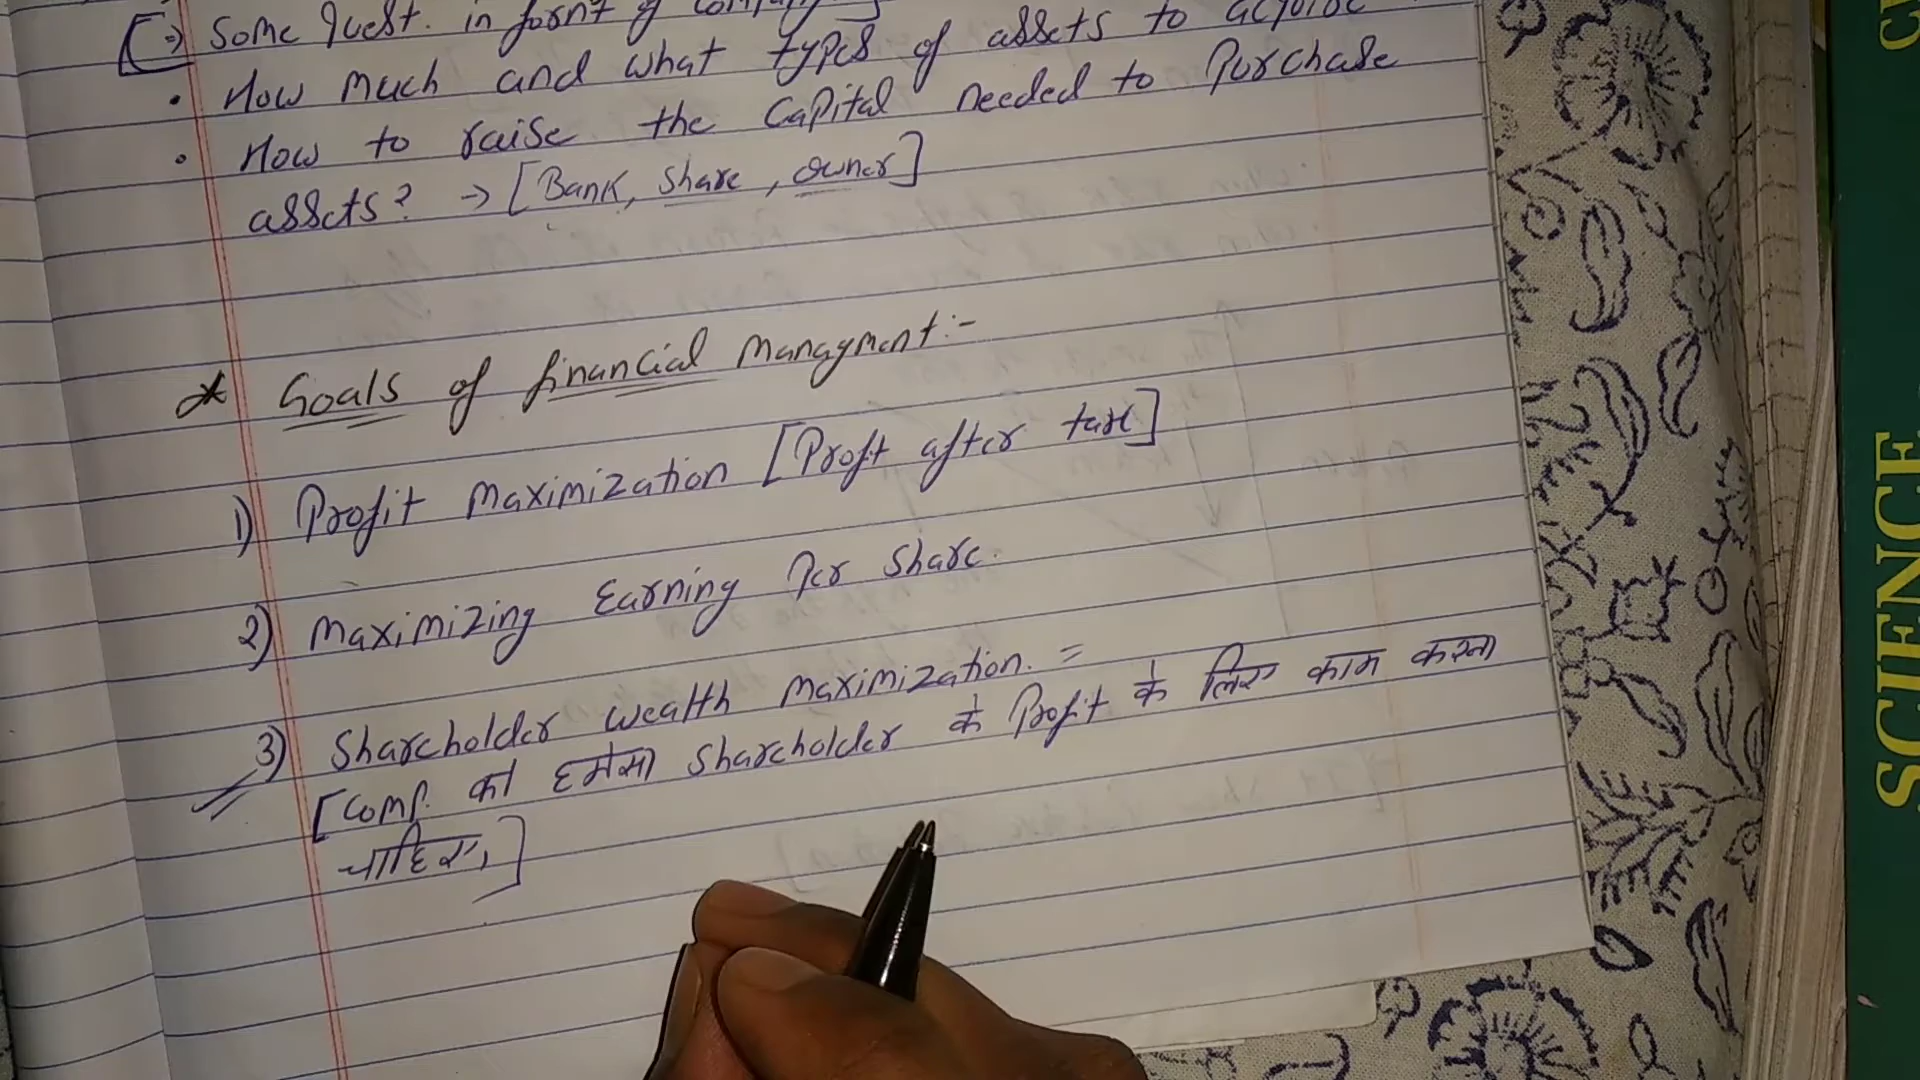 [⇒ Some Quest. in fornt of
• How much and what types of assets to acquire
• How to raise the capital needed to purchase
assets? → [Bank, share, owner]
* Goals of financial Managment:-
1) Profit Maximization [Profit after tax]
2) Maximizing Earning Per share.
3) Shareholder wealth Maximization. =
[Comp. को हमेसा shareholder के Profit के लिए काम करना
चाहिए।]
SCIENCE